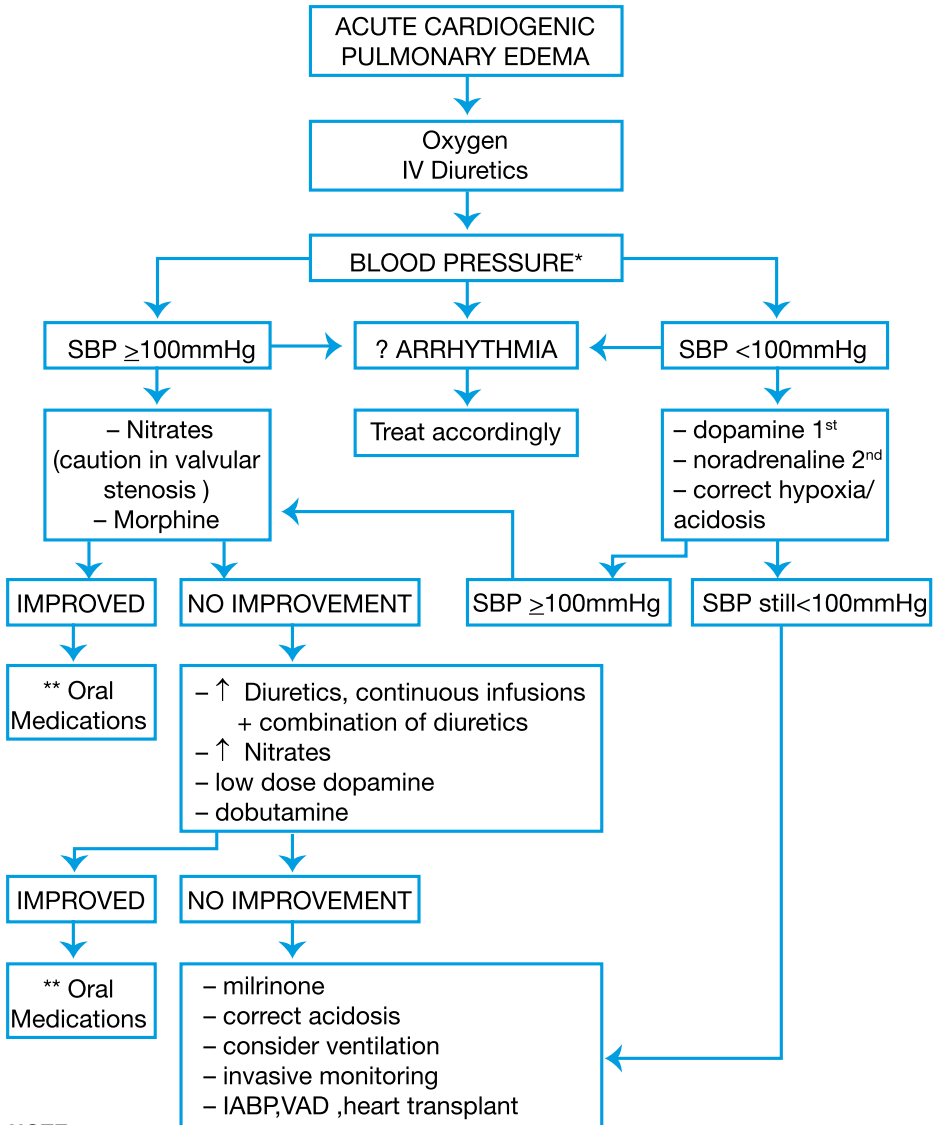 ACUTE CARDIOGENIC
PULMONARY EDEMA
Oxygen
IV Diuretics
BLOOD PRESSURE*
SBP ≥100mmHg
? ARRHYTHMIA
SBP <100mmHg
– Nitrates
(caution in valvular
stenosis )
– Morphine
Treat accordingly
– dopamine 1st
– noradrenaline 2nd
– correct hypoxia/
acidosis
IMPROVED
NO IMPROVEMENT
SBP ≥100mmHg
SBP still<100mmHg
** Oral
Medications
– ↑ Diuretics, continuous infusions
+ combination of diuretics
– ↑ Nitrates
– low dose dopamine
– dobutamine
IMPROVED
NO IMPROVEMENT
** Oral
Medications
– milrinone
– correct acidosis
– consider ventilation
– invasive monitoring
– IABP,VAD ,heart transplant